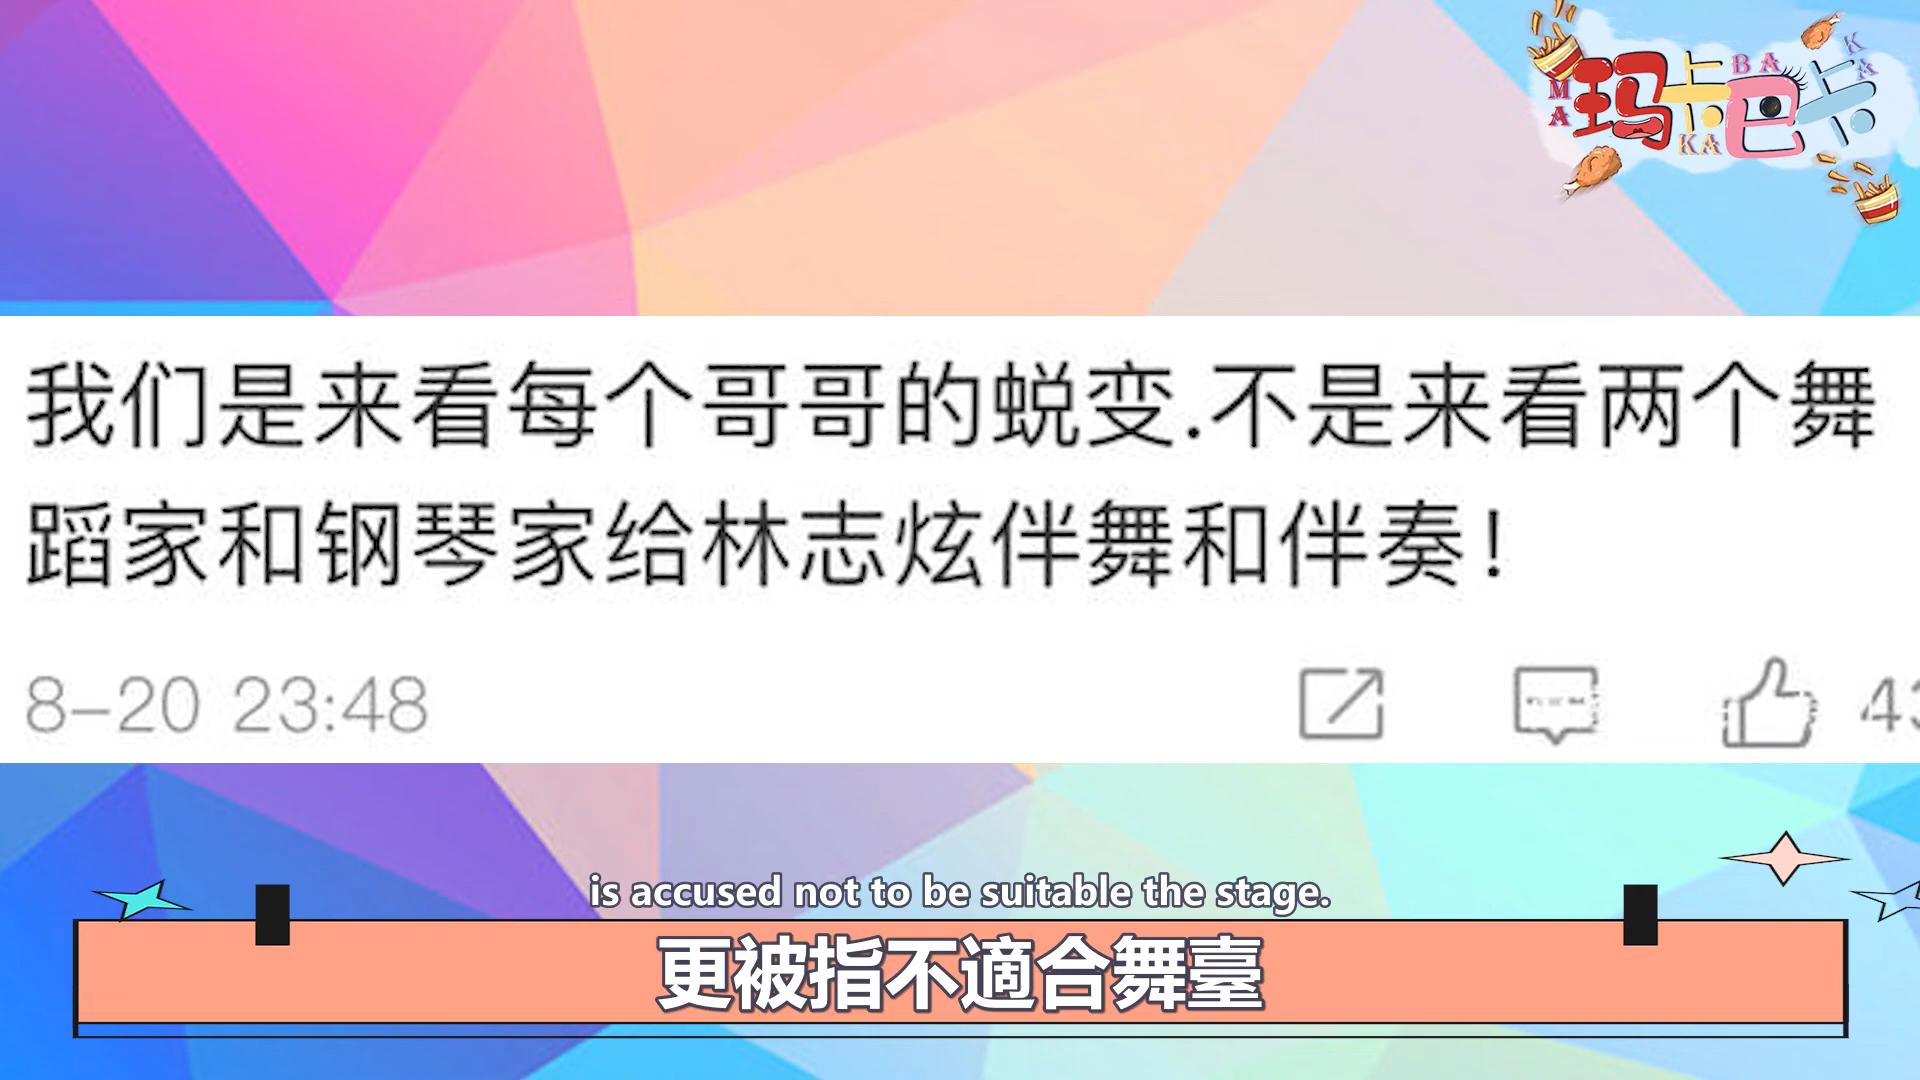 玛卡巴卡
MA KA BA KA
我们是来看每个哥哥的蜕变.不是来看两个舞
蹈家和钢琴家给林志炫伴舞和伴奏!
8-20 23:48
43
is accused not to be suitable the stage.
更被指不適合舞臺